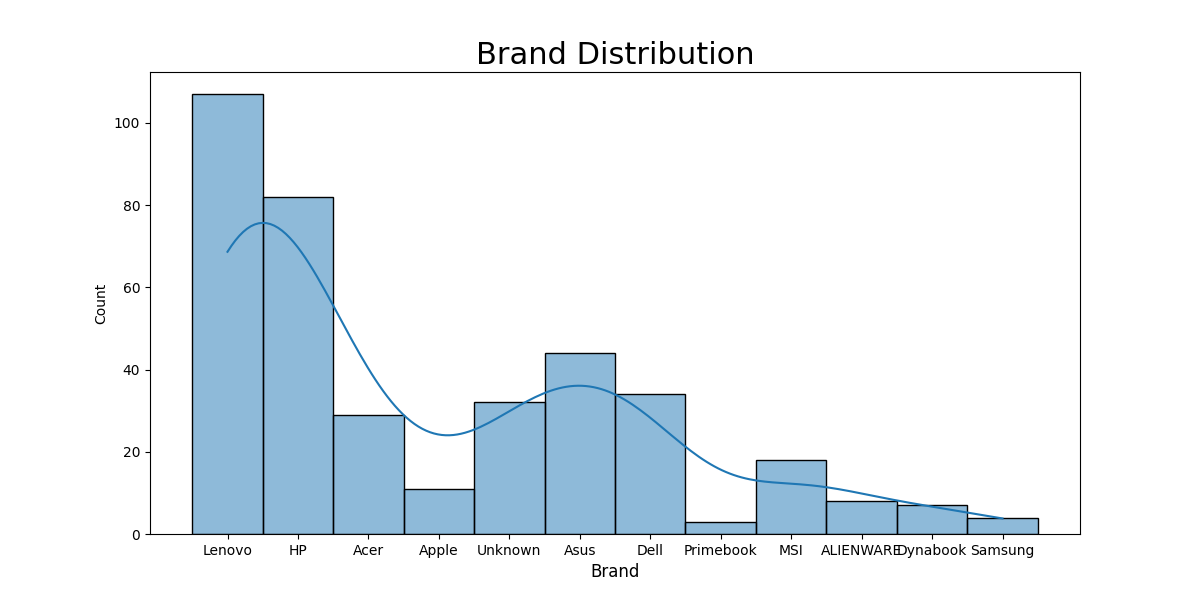 Brand Distribution
Count
100
80
60
40
20
0
Lenovo HP Acer Apple Unknown Asus Dell Primebook MSI ALIENWARE Dynabook Samsung
Brand